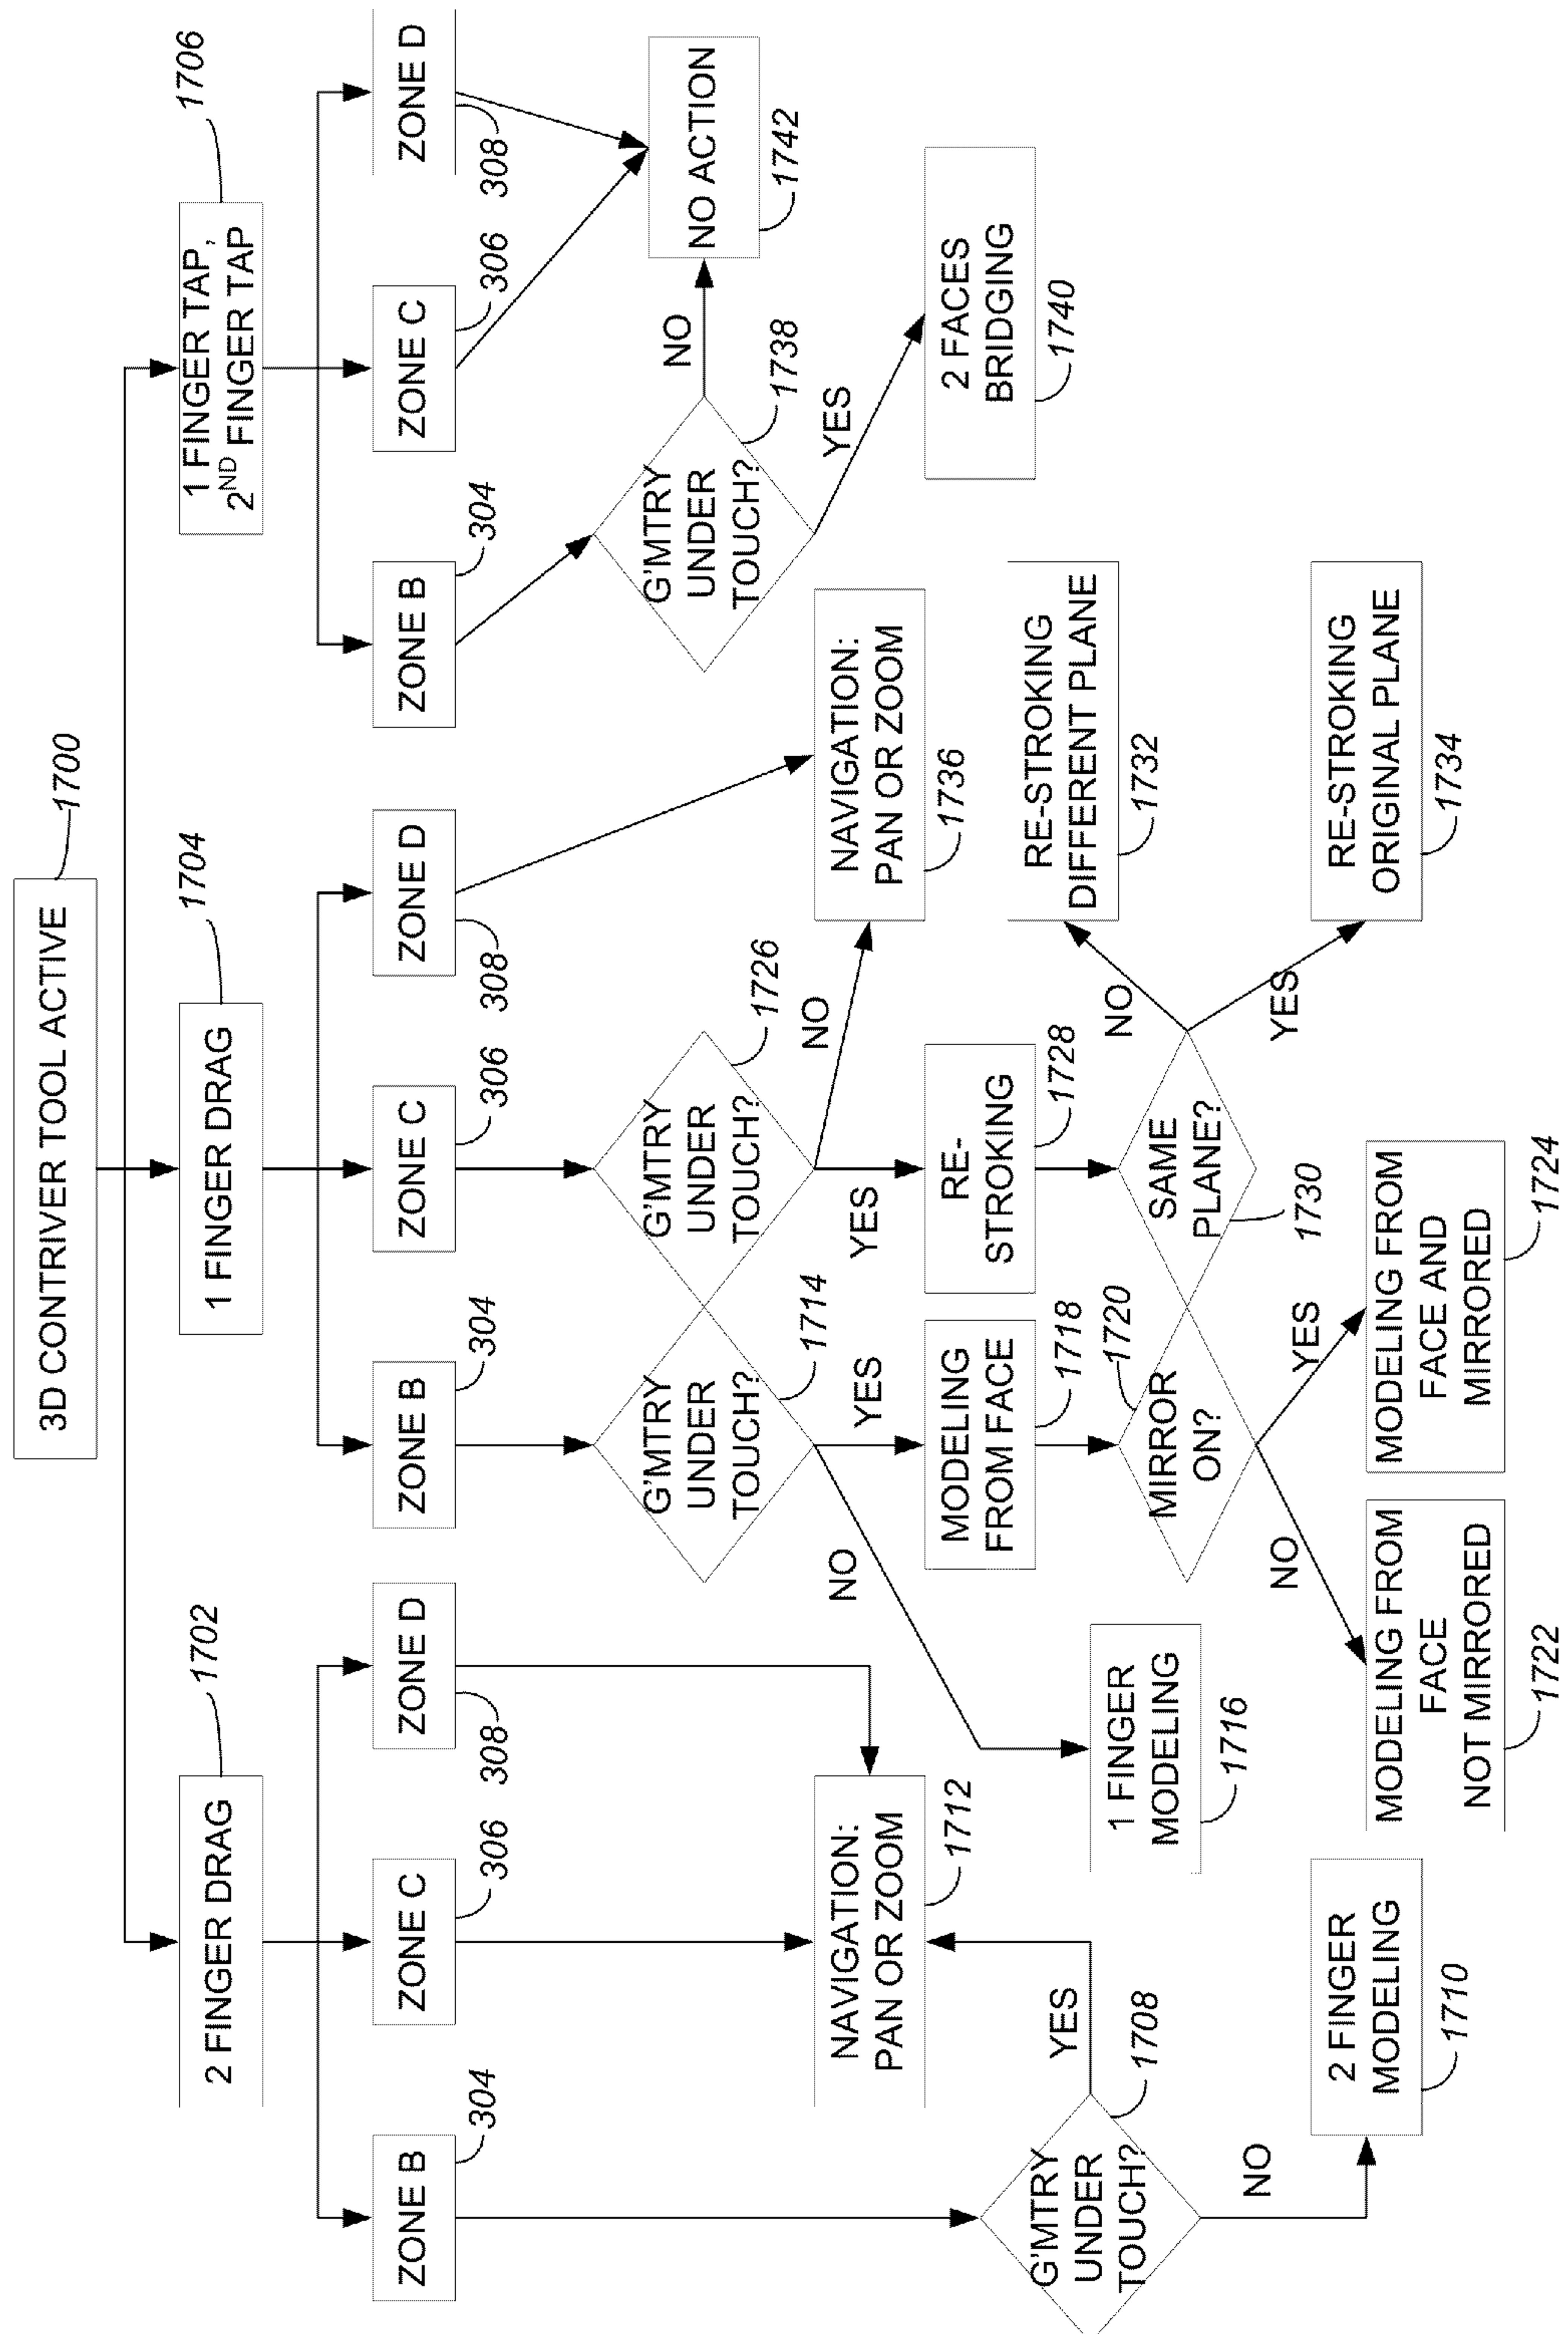 3D CONTRIVER TOOL ACTIVE
1700
2 FINGER DRAG
1702
1 FINGER DRAG
1704
1 FINGER TAP,
2ND FINGER TAP
1706
ZONE B
304
ZONE C
306
ZONE D
308
ZONE B
304
ZONE C
306
ZONE D
308
ZONE B
304
ZONE C
306
ZONE D
308
G'MTRY
UNDER
TOUCH?
1714
G'MTRY
UNDER
TOUCH?
1726
G'MTRY
UNDER
TOUCH?
1738
NO
NO ACTION
1742
NAVIGATION:
PAN OR ZOOM
1712
NO
YES
YES
NO
NAVIGATION:
PAN OR ZOOM
1736
YES
2 FACES
BRIDGING
1740
MODELING
FROM FACE
1718
RE-
STROKING
1728
G'MTRY
UNDER
TOUCH?
1708
YES
NO
2 FINGER
MODELING
1710
1 FINGER
MODELING
1716
MIRROR
ON?
1720
SAME
PLANE?
1730
NO
YES
RE-STROKING
DIFFERENT PLANE
1732
RE-STROKING
ORIGINAL PLANE
1734
NO
YES
MODELING FROM
FACE
NOT MIRRORED
1722
MODELING FROM
FACE AND
MIRRORED
1724